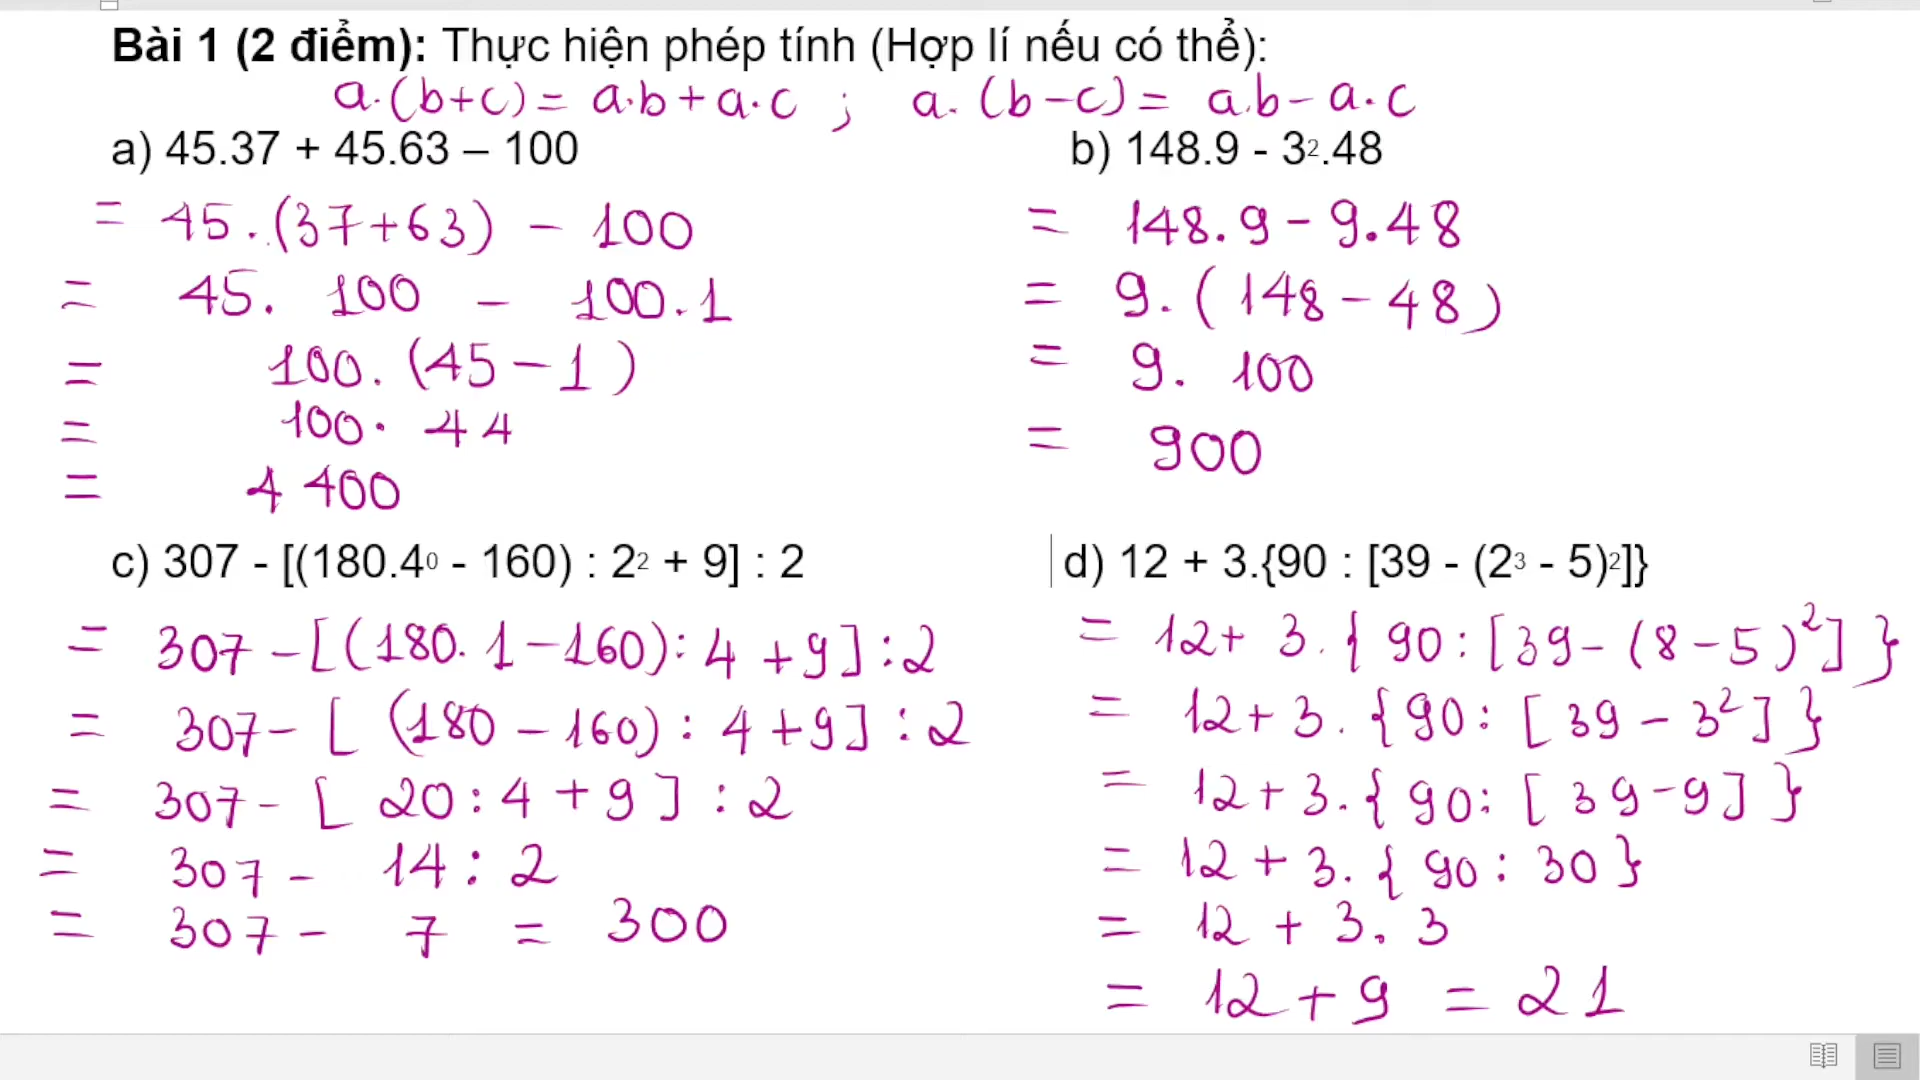 Bài 1 (2 điểm): Thực hiện phép tính (Hợp lí nếu có thể):
a.(b+c) = a.b + a.c ; a.(b-c) = a.b - a.c
a) 45.37 + 45.63 – 100
= 45.(37+63) - 100
= 45. 100 - 100.1
= 100. (45-1)
= 100. 44
= 4 400
b) 148.9 - 3².48
= 148.9 - 9.48
= 9. (148-48)
= 9. 100
= 900
c) 307 - [(180.4⁰ - 160) : 2² + 9] : 2
= 307 - [(180. 1 - 160) : 4 + 9] : 2
= 307 - [ (180 - 160) : 4 + 9] : 2
= 307 - [ 20 : 4 + 9 ] : 2
= 307 - 14 : 2
= 307 - 7 = 300
d) 12 + 3.{90 : [39 - (2³ - 5)²]}
= 12 + 3. { 90 : [39 - (8 - 5)²] }
= 12 + 3. {90 : [ 39 - 3²] }
= 12 + 3. { 90 : [ 39 - 9] }
= 12 + 3. { 90 : 30 }
= 12 + 3. 3
= 12 + 9 = 21